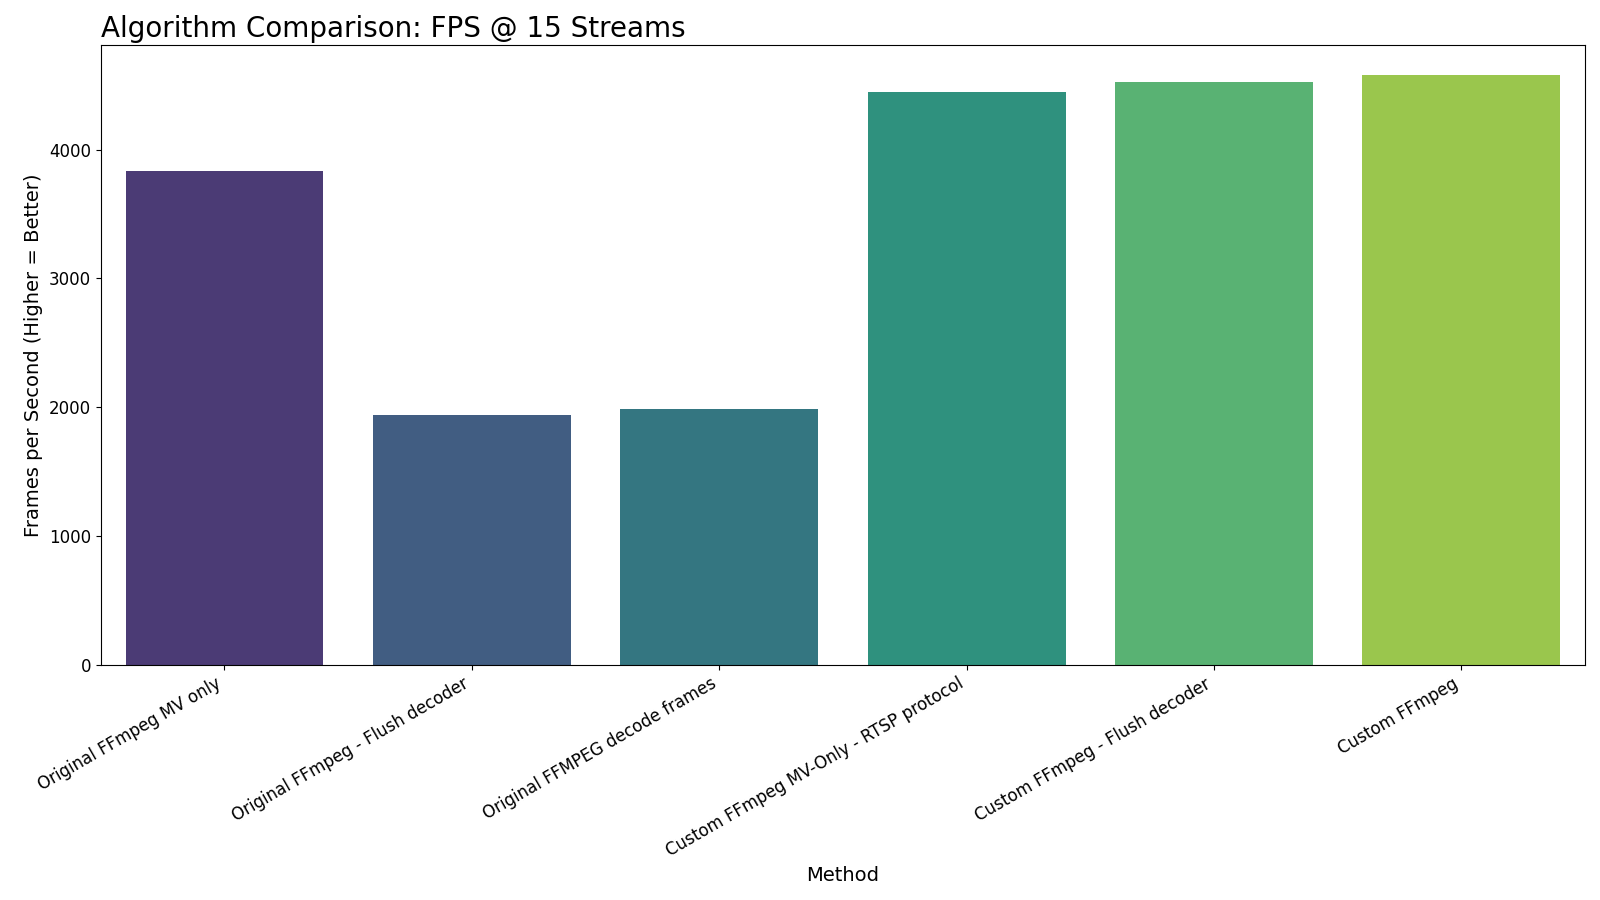 Algorithm Comparison: FPS @ 15 Streams
Frames per Second (Higher = Better)
4000
3000
2000
1000
0
Original FFmpeg MV only
Original FFmpeg - Flush decoder
Original FFMPEG decode frames
Custom FFmpeg MV-Only - RTSP protocol
Custom FFmpeg - Flush decoder
Custom FFmpeg
Method